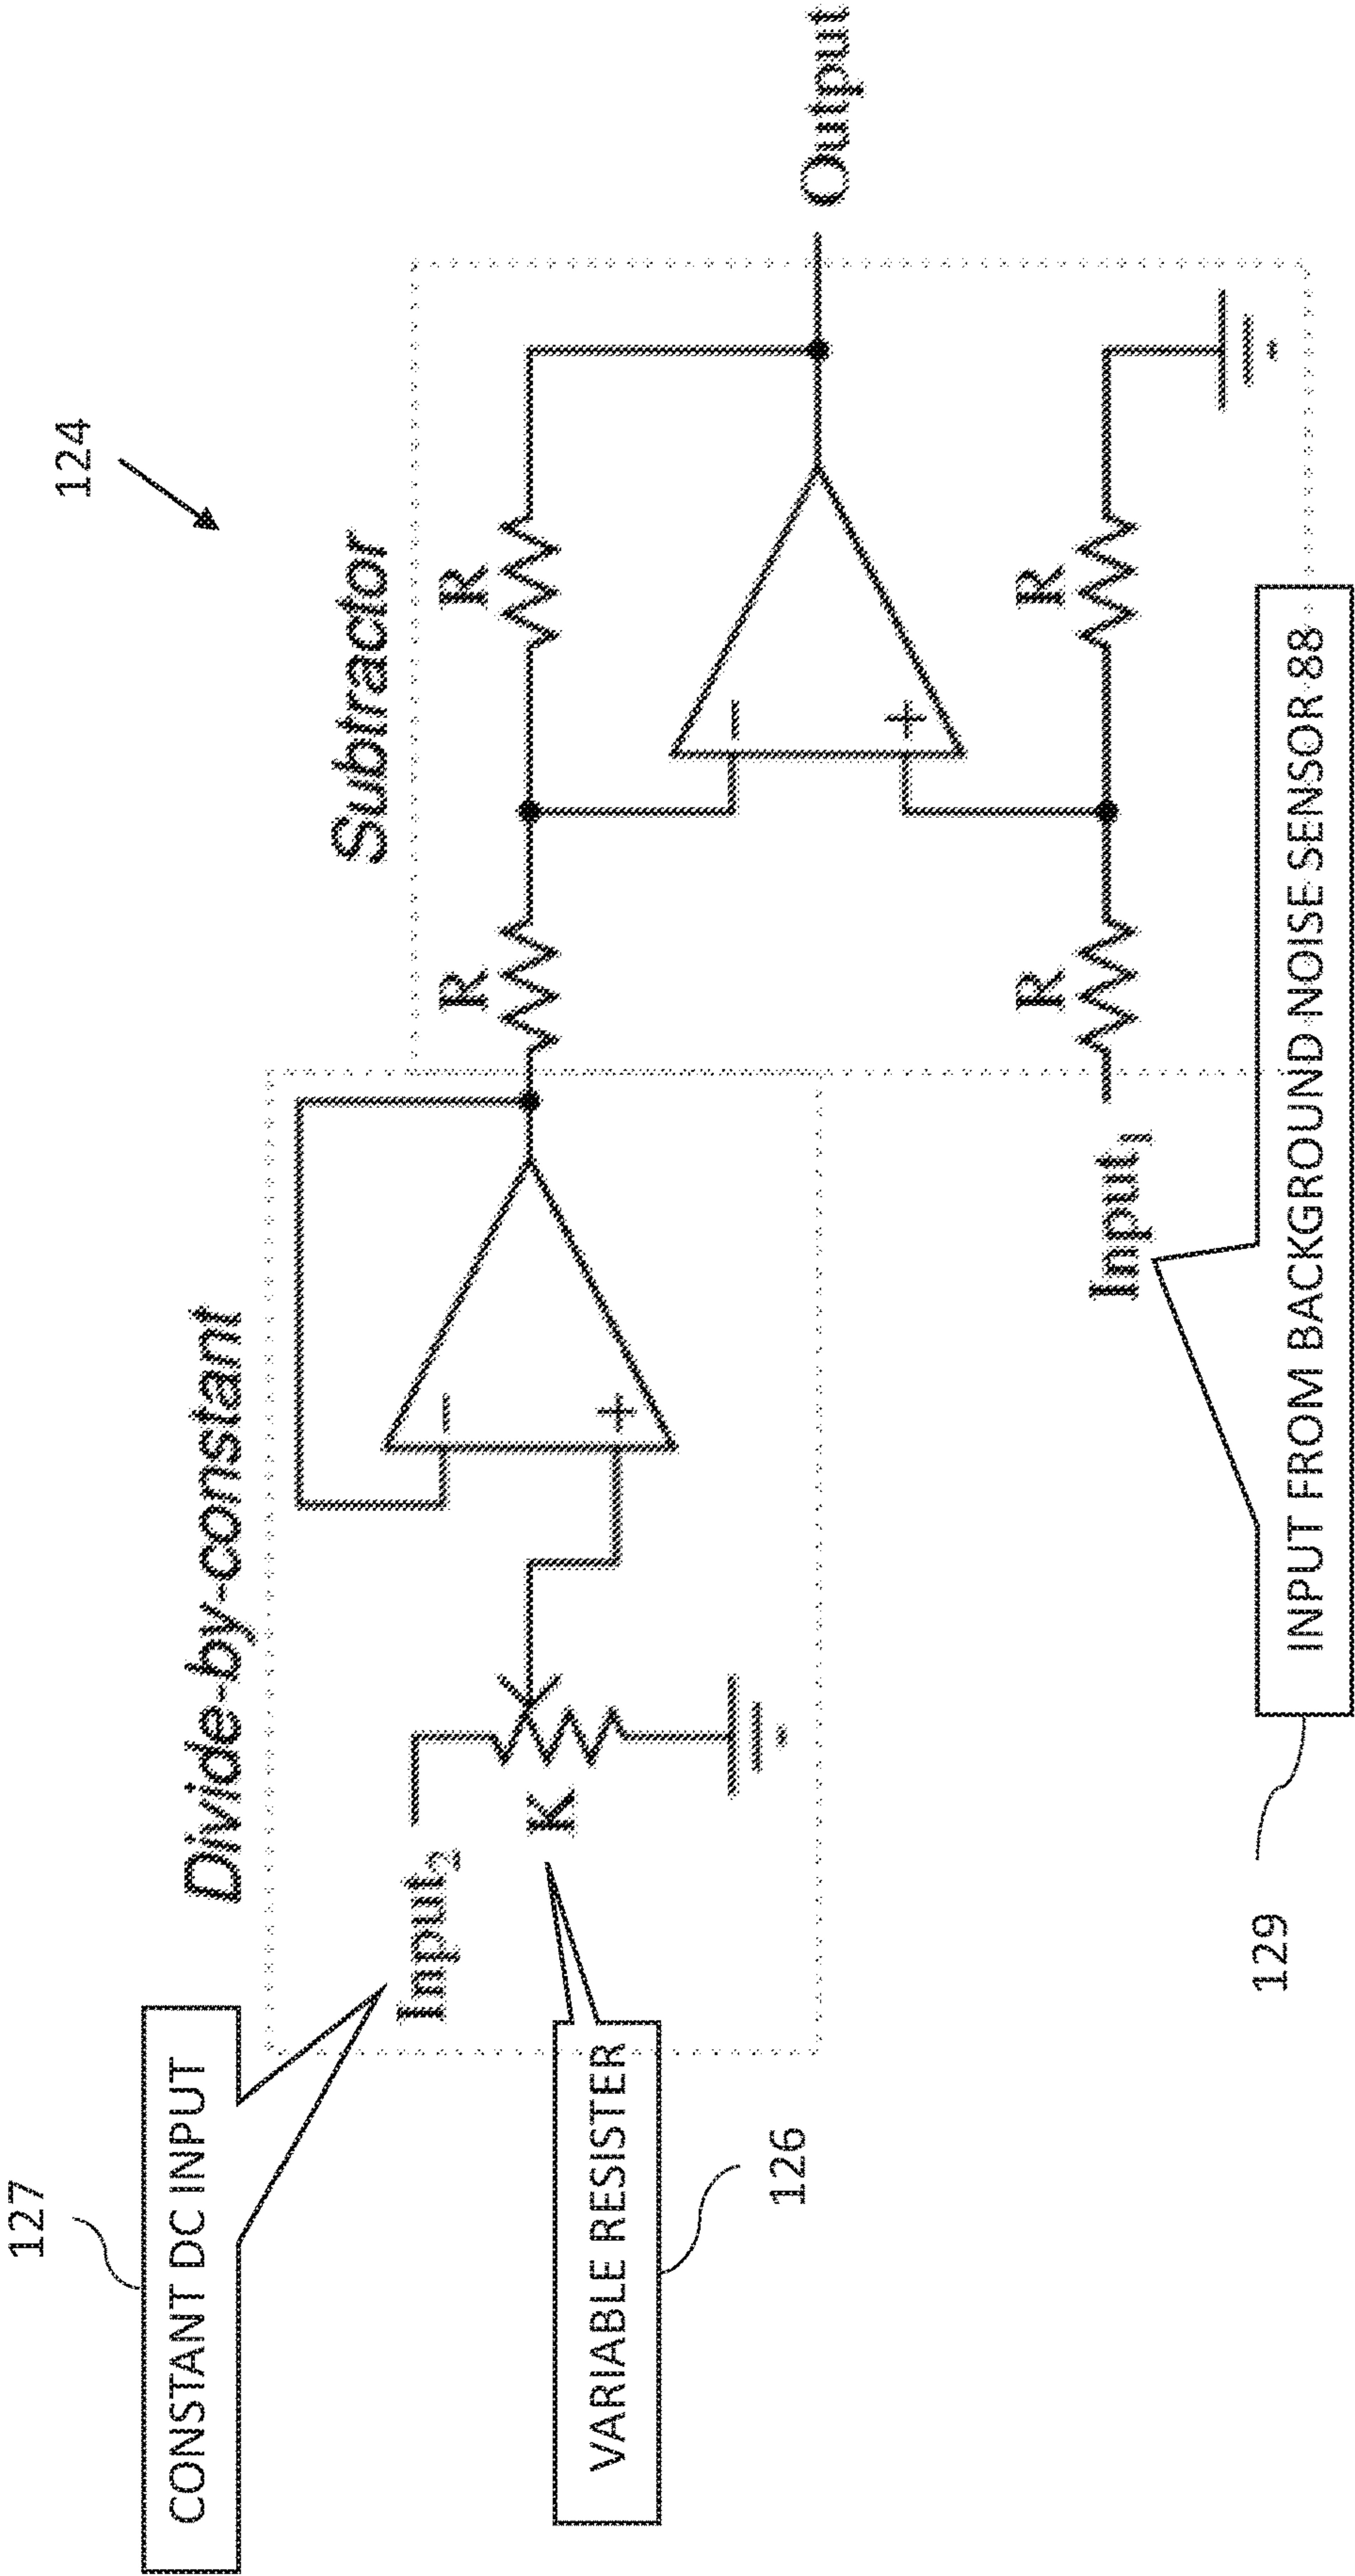 124
127
CONSTANT DC INPUT
Divide-by-constant
Subtractor
Input2
K
VARIABLE RESISTER
126
−
+
R
R
−
+
Output
Input1
R
R
INPUT FROM BACKGROUND NOISE SENSOR 88
129